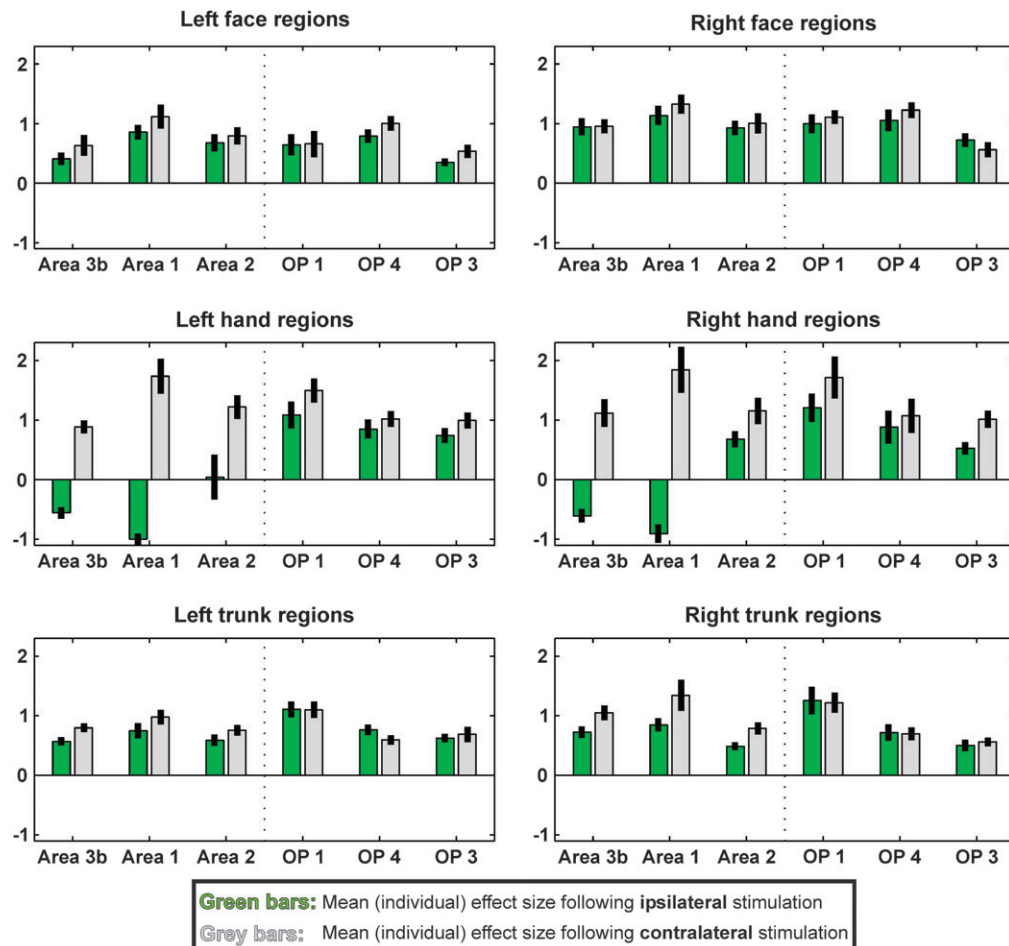 Left face regions
Right face regions
2
1
0
-1
Area 3b Area 1 Area 2 OP 1 OP 4 OP 3
2
1
0
-1
Area 3b Area 1 Area 2 OP 1 OP 4 OP 3
Left hand regions
Right hand regions
2
1
0
-1
Area 3b Area 1 Area 2 OP 1 OP 4 OP 3
2
1
0
-1
Area 3b Area 1 Area 2 OP 1 OP 4 OP 3
Left trunk regions
Right trunk regions
2
1
0
-1
Area 3b Area 1 Area 2 OP 1 OP 4 OP 3
2
1
0
-1
Area 3b Area 1 Area 2 OP 1 OP 4 OP 3
Green bars: Mean (individual) effect size following ipsilateral stimulation
Grey bars: Mean (individual) effect size following contralateral stimulation